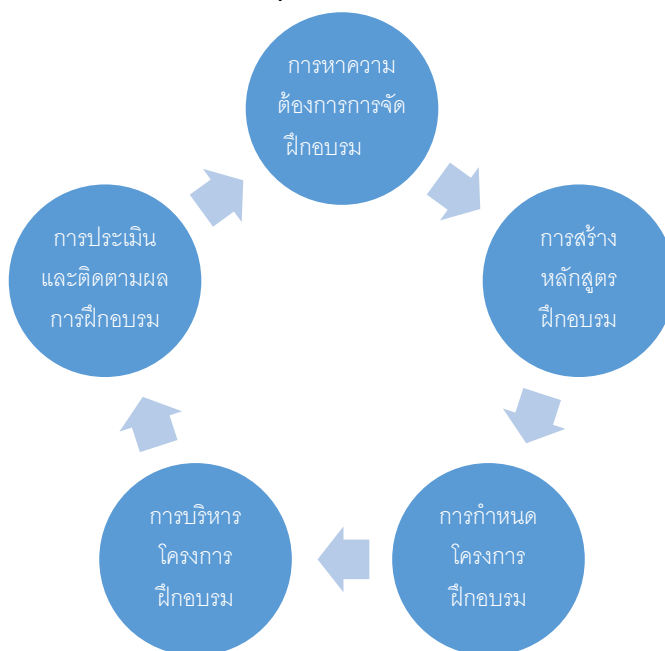 การหาความ
ต้องการการจัด
ฝึกอบรม
การสร้าง
หลักสูตร
ฝึกอบรม
การกำหนด
โครงการ
ฝึกอบรม
การบริหาร
โครงการ
ฝึกอบรม
การประเมิน
และติดตามผล
การฝึกอบรม